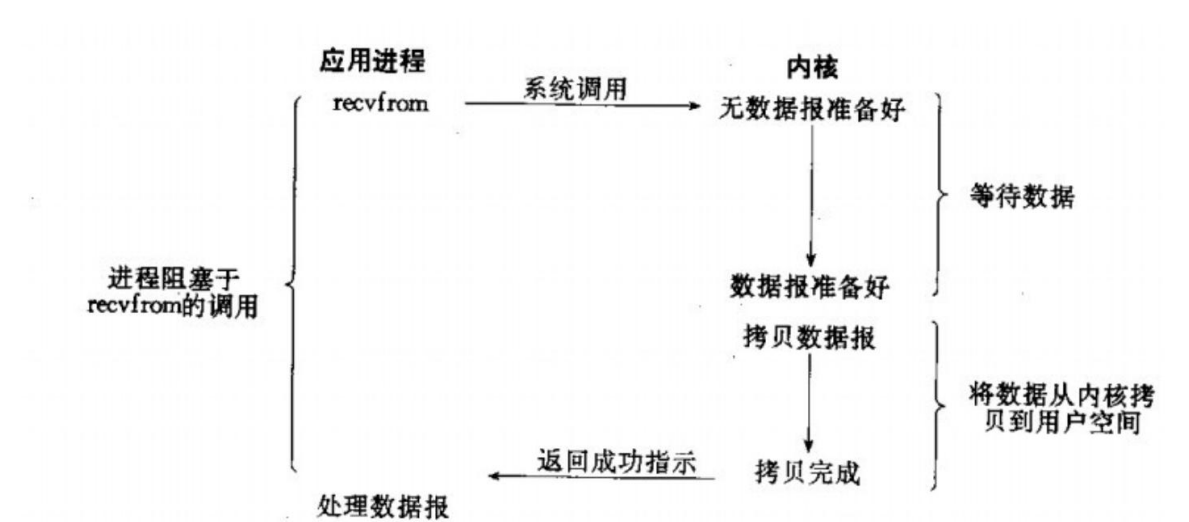 应用进程
内核
recvfrom
系统调用
无数据报准备好
等待数据
进程阻塞于
recvfrom的调用
数据报准备好
拷贝数据报
将数据从内核拷
贝到用户空间
返回成功指示
拷贝完成
处理数据报